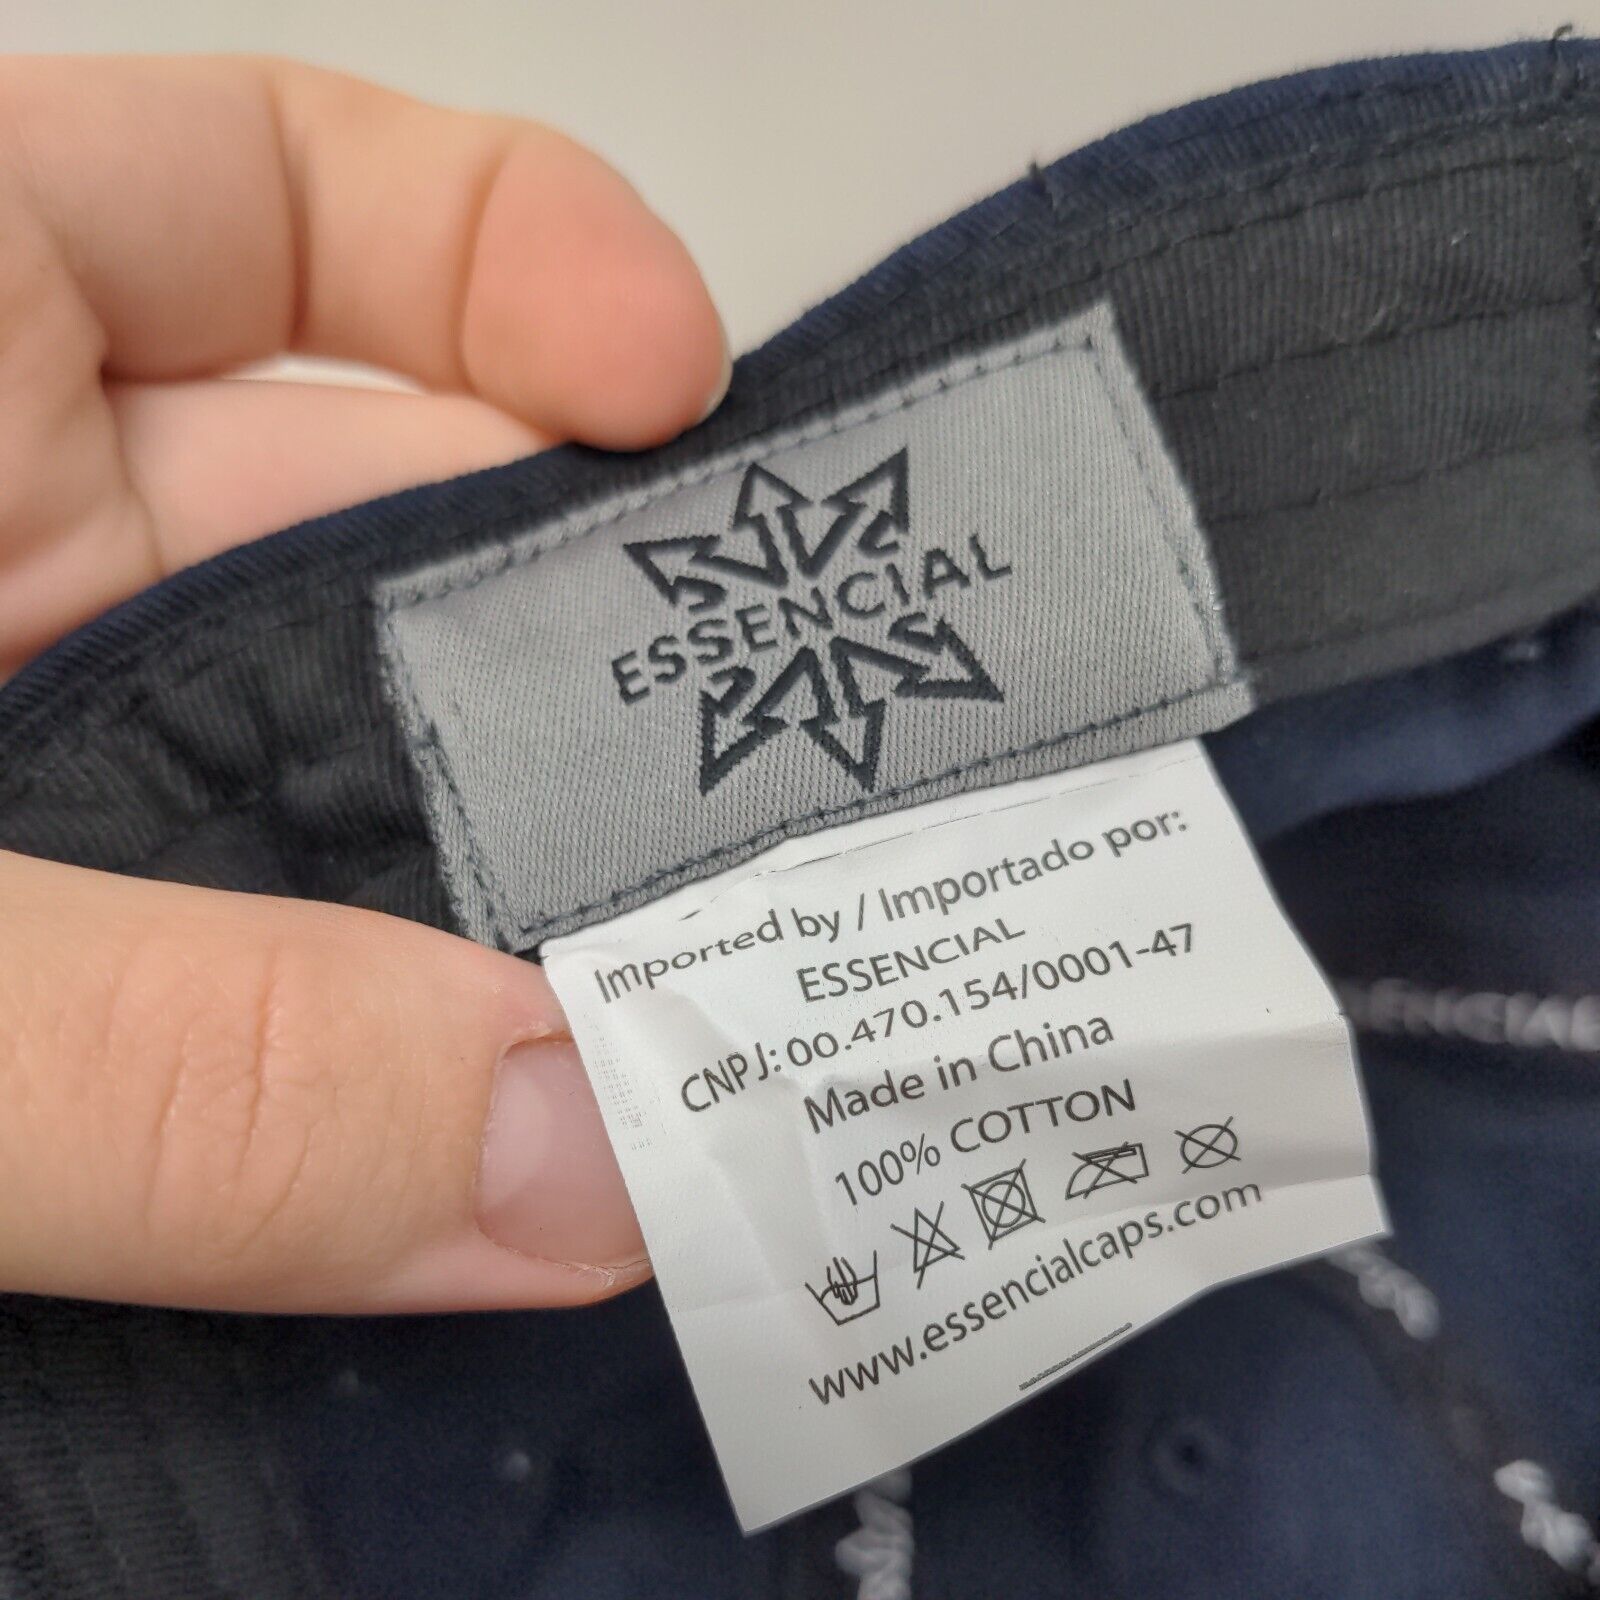 ESSENCIAL
Imported by / Importado por:
ESSENCIAL
CNPJ: 00.470.154/0001-47
Made in China
100% COTTON
www.essencialcaps.com